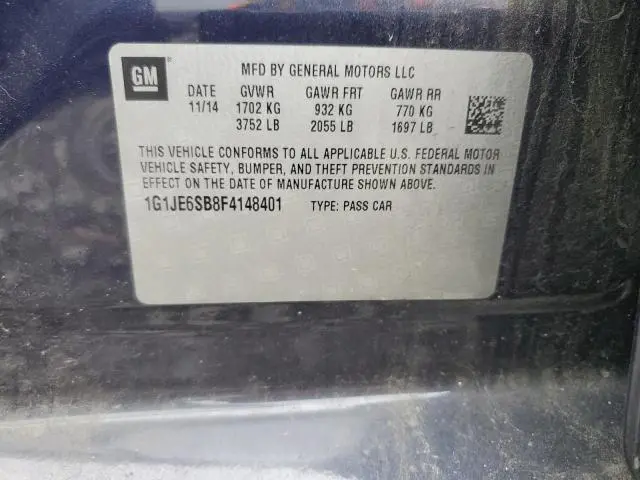 GM
MFD BY GENERAL MOTORS LLC
DATE GVWR GAWR FRT GAWR RR
11/14 1702 KG 932 KG 770 KG
3752 LB 2055 LB 1697 LB
THIS VEHICLE CONFORMS TO ALL APPLICABLE U.S. FEDERAL MOTOR
VEHICLE SAFETY, BUMPER, AND THEFT PREVENTION STANDARDS IN
EFFECT ON THE DATE OF MANUFACTURE SHOWN ABOVE.
1G1JE6SB8F4148401 TYPE: PASS CAR